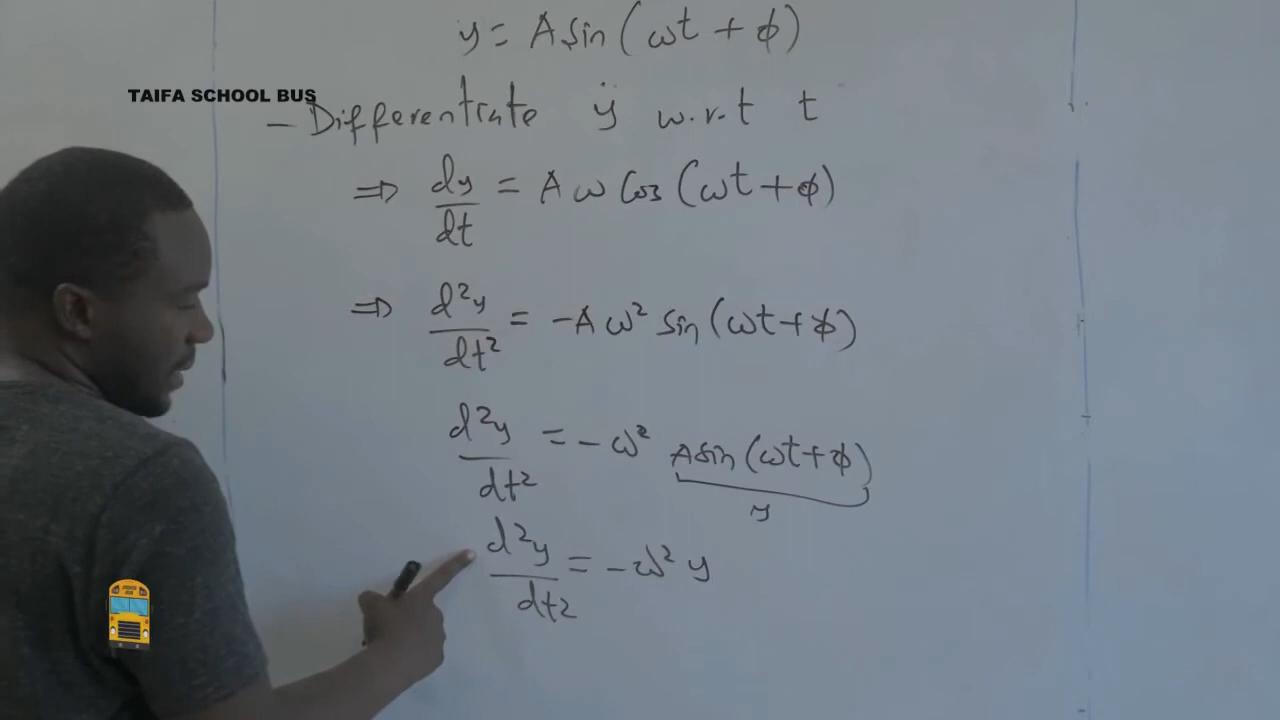 y = A sin(ωt + ϕ)
TAIFA SCHOOL BUS
- Differentrate y w.r.t t
⇒ dy/dt = A ω Cos (ωt + ϕ)
⇒ d²y/dt² = -A ω² sin (ωt + ϕ)
d²y/dt² = - ω² A sin (ωt + ϕ)
y
d²y/dt² = - ω² y